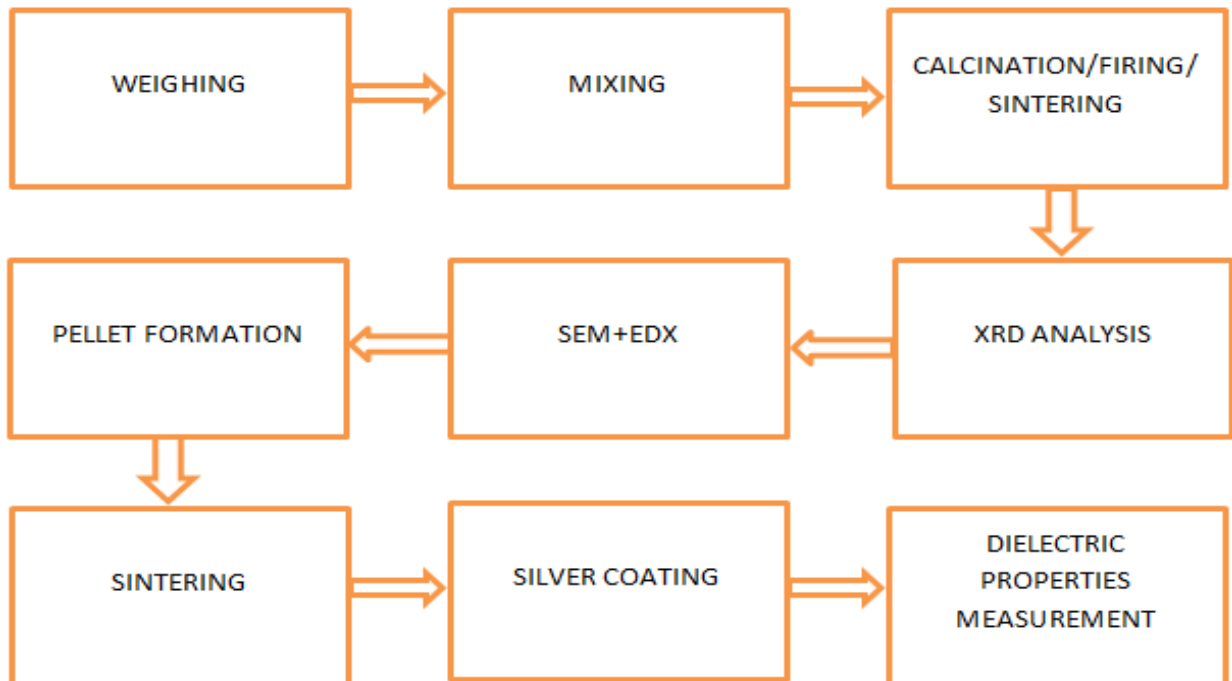 WEIGHING
MIXING
CALCINATION/FIRING/
SINTERING
XRD ANALYSIS
SEM+EDX
PELLET FORMATION
SINTERING
SILVER COATING
DIELECTRIC
PROPERTIES
MEASUREMENT